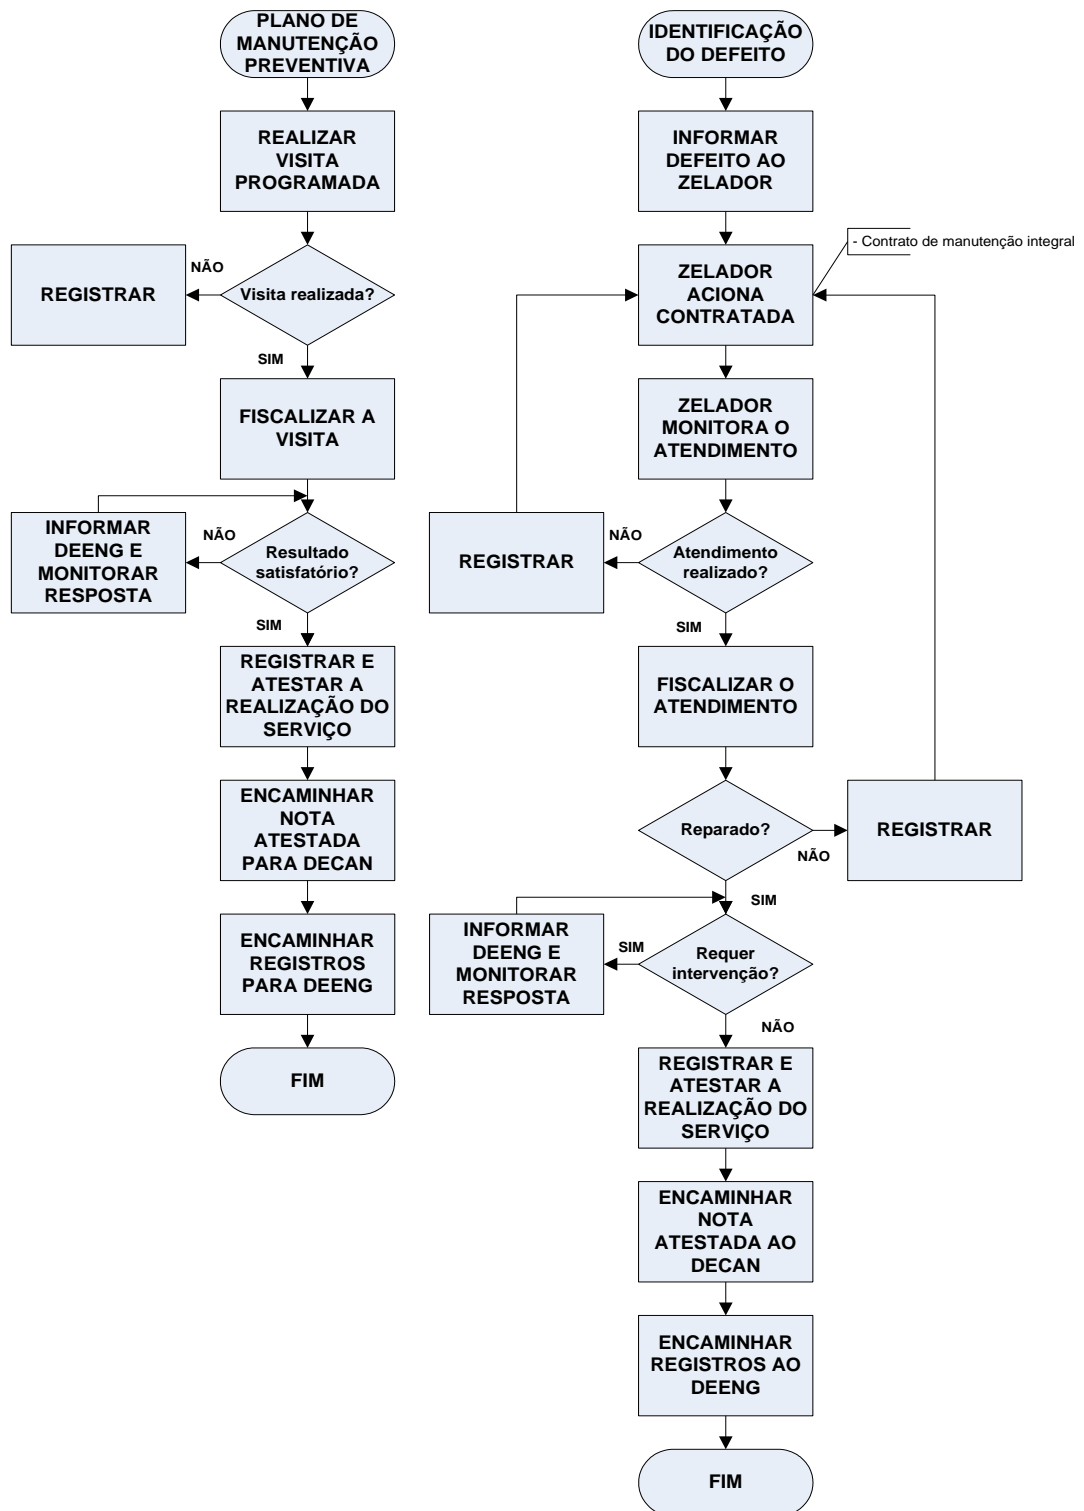 PLANO DE
MANUTENÇÃO
PREVENTIVA
REALIZAR
VISITA
PROGRAMADA
NÃO
REGISTRAR
Visita realizada?
SIM
FISCALIZAR A
VISITA
INFORMAR
DEENG E
MONITORAR
RESPOSTA
NÃO
Resultado
satisfatório?
SIM
REGISTRAR E
ATESTAR A
REALIZAÇÃO DO
SERVIÇO
ENCAMINHAR
NOTA
ATESTADA
PARA DECAN
ENCAMINHAR
REGISTROS
PARA DEENG
FIM
IDENTIFICAÇÃO
DO DEFEITO
INFORMAR
DEFEITO AO
ZELADOR
- Contrato de manutenção integral
ZELADOR
ACIONA
CONTRATADA
ZELADOR
MONITORA O
ATENDIMENTO
NÃO
REGISTRAR
Atendimento
realizado?
SIM
FISCALIZAR O
ATENDIMENTO
Reparado?
NÃO
REGISTRAR
SIM
INFORMAR
DEENG E
MONITORAR
RESPOSTA
SIM
Requer
intervenção?
NÃO
REGISTRAR E
ATESTAR A
REALIZAÇÃO DO
SERVIÇO
ENCAMINHAR
NOTA
ATESTADA AO
DECAN
ENCAMINHAR
REGISTROS AO
DEENG
FIM